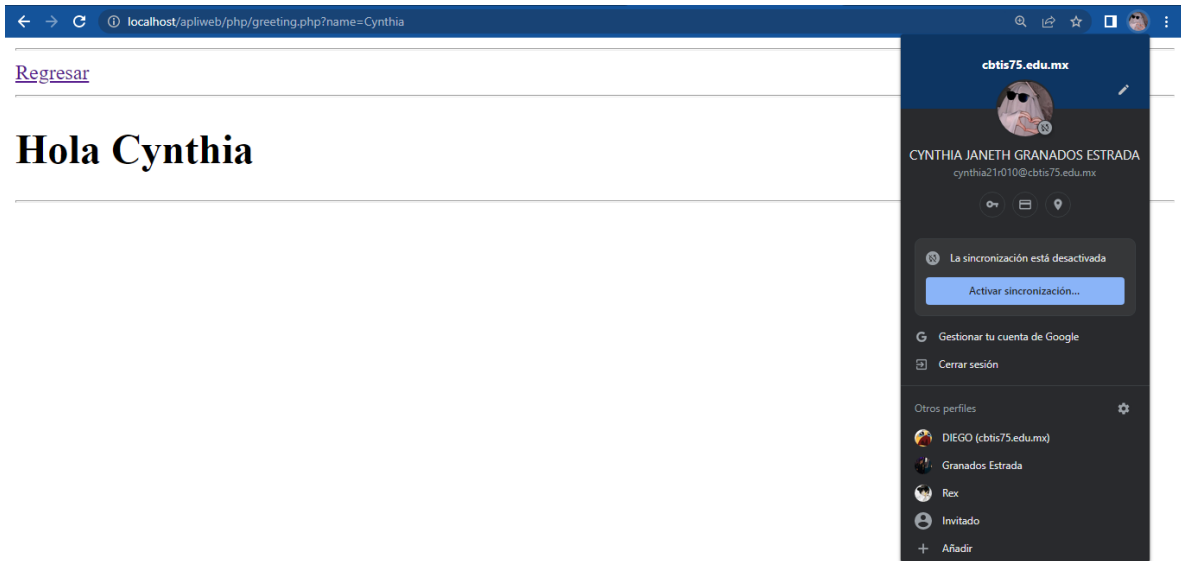 localhost/apliweb/php/greeting.php?name=Cynthia
Regresar
Hola Cynthia
cbtis75.edu.mx
CYNTHIA JANETH GRANADOS ESTRADA
cynthia21r010@cbtis75.edu.mx
La sincronización está desactivada
Activar sincronización...
G Gestionar tu cuenta de Google
Cerrar sesión
Otros perfiles
DIEGO (cbtis75.edu.mx)
Granados Estrada
Rex
Invitado
+ Añadir